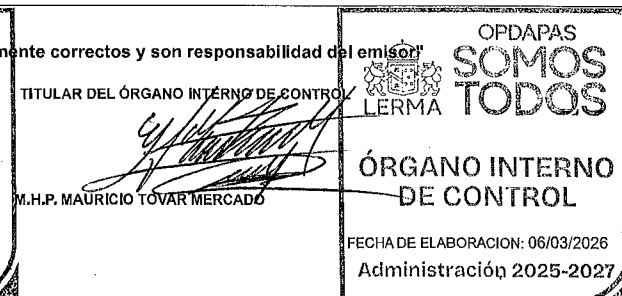 mente correctos y son responsabilidad del emisor"
TITULAR DEL ÓRGANO INTERNO DE CONTROL
M.H.P. MAURICIO TOVAR MERCADO
OPDAPAS
SOMOS
TODOS
LERMA
ÓRGANO INTERNO
DE CONTROL
FECHA DE ELABORACION: 06/03/2026
Administración 2025-2027